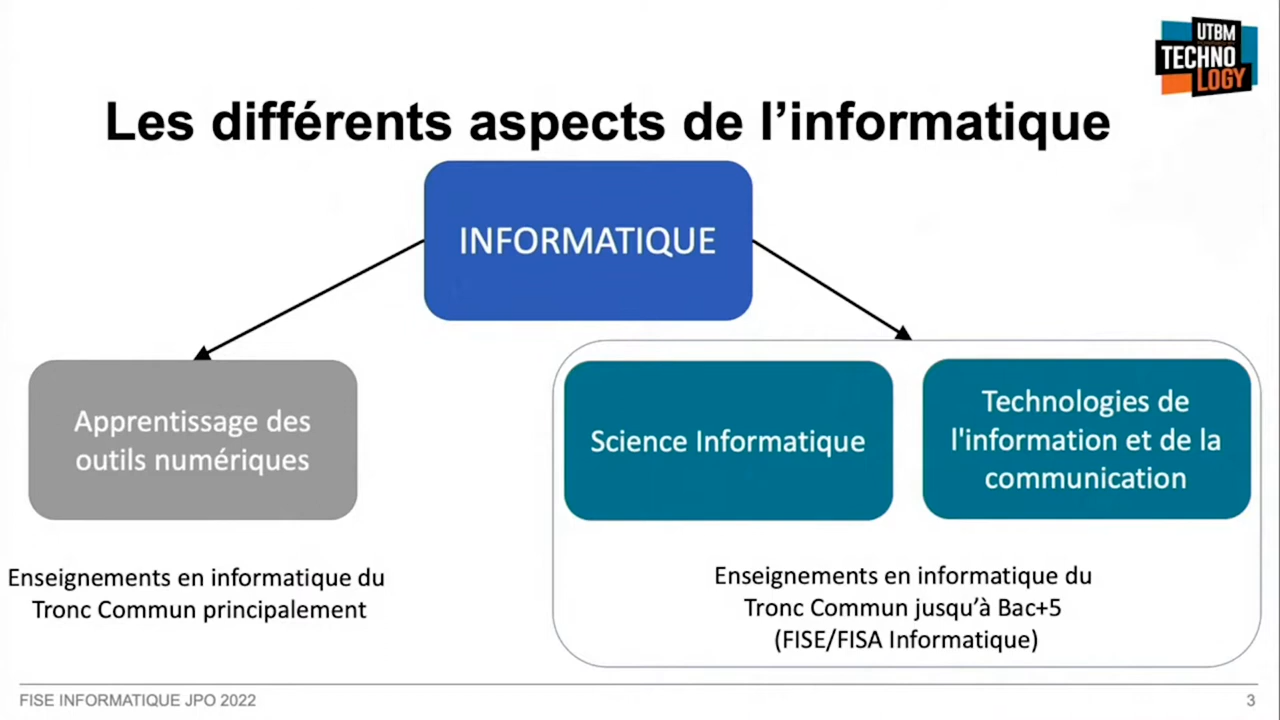 UTBM
TECHNO
LOGY
Les différents aspects de l’informatique
INFORMATIQUE
Apprentissage des
outils numériques
Enseignements en informatique du
Tronc Commun principalement
Science Informatique
Technologies de
l'information et de la
communication
Enseignements en informatique du
Tronc Commun jusqu’à Bac+5
(FISE/FISA Informatique)
FISE INFORMATIQUE JPO 2022
3